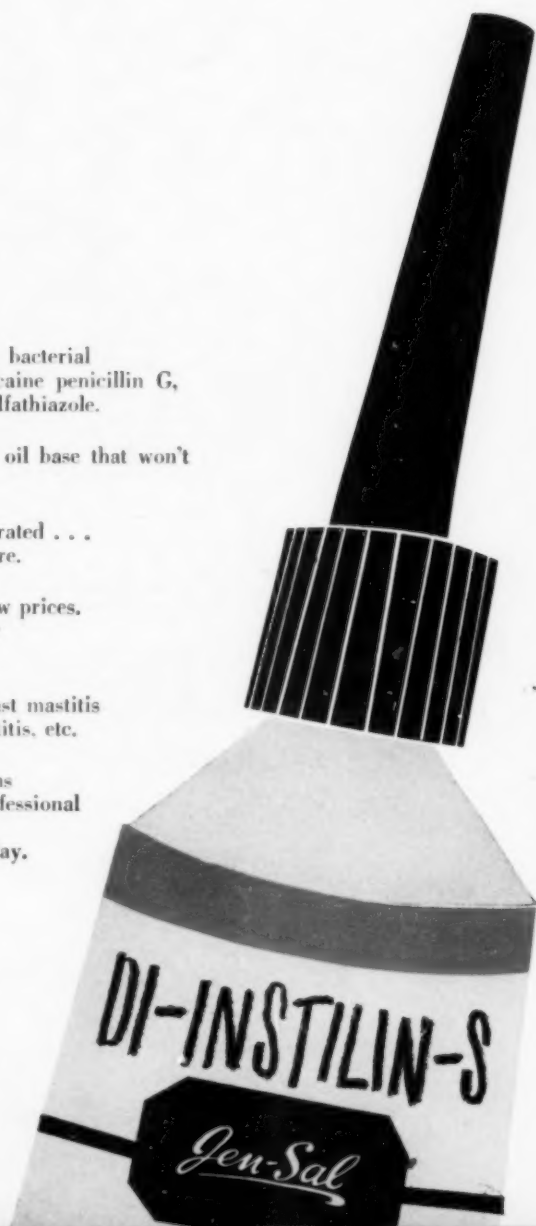 bacterial
caine penicillin G,
lfathiazole.
oil base that won't
rated . . .
re.
w prices.
st mastitis
litis, etc.
ns
fessional
ay.
DI-INSTILIN-S
Jen-Sal